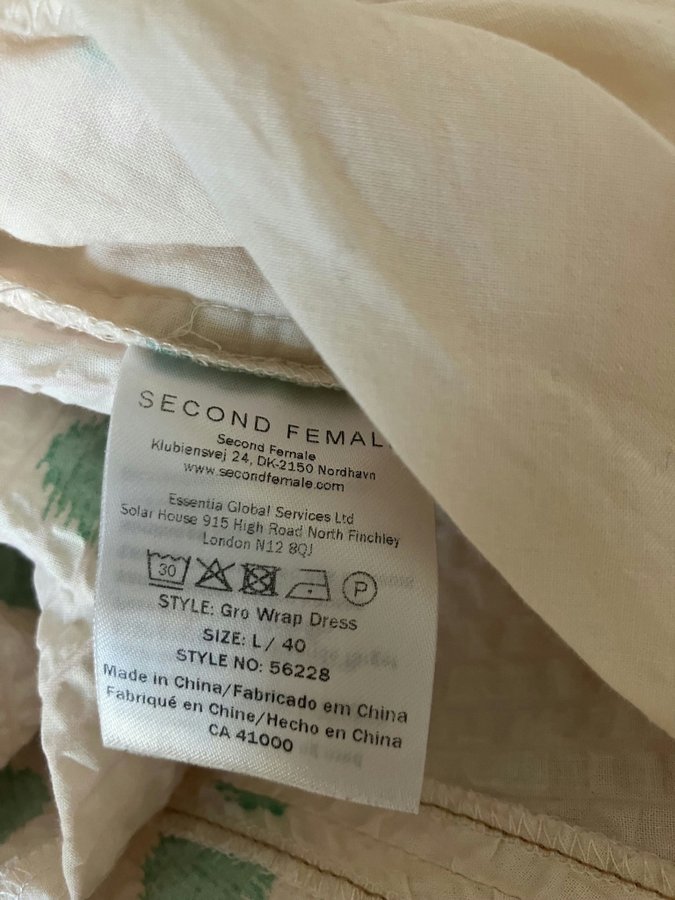 SECOND FEMAL
Second Female
Klubiensvej 24, DK-2150 Nordhavn
www.secondfemale.com
Essentia Global Services Ltd
Solar House 915 High Road North Finchley
London N12 8QJ
30
P
STYLE: Gro Wrap Dress
SIZE: L / 40
STYLE NO: 56228
Made in China/Fabricado em China
Fabriqué en Chine/Hecho en China
CA 41000